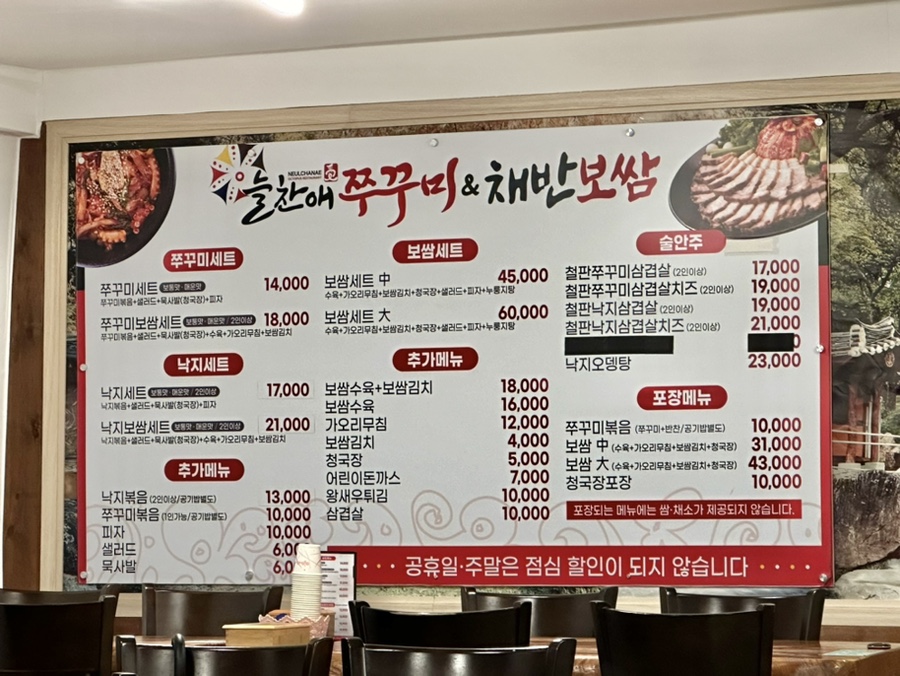 늘찬애 NEULCHANAE 쭈꾸미&채반보쌈
쭈꾸미세트
쭈꾸미세트 보통맛·매운맛 14,000
쭈꾸미볶음+샐러드+묵사발(청국장)+피자
쭈꾸미보쌈세트 보통맛·매운맛 / 2인이상 18,000
쭈꾸미볶음+샐러드+묵사발(청국장)+수육+가오리무침+보쌈김치
낙지세트
낙지세트 보통맛·매운맛 / 2인이상 17,000
낙지볶음+샐러드+묵사발(청국장)+피자
낙지보쌈세트 보통맛·매운맛 / 2인이상 21,000
낙지볶음+샐러드+묵사발(청국장)+수육+가오리무침+보쌈김치
추가메뉴
낙지볶음 (2인이상/공기밥별도) 13,000
쭈꾸미볶음 (1인가능/공기밥별도) 10,000
피자 10,000
샐러드
묵사발
보쌈세트
보쌈세트 中 45,000
수육+가오리무침+보쌈김치+청국장+샐러드+피자+누룽지탕
보쌈세트 大 60,000
수육+가오리무침+보쌈김치+청국장+샐러드+피자+누룽지탕
추가메뉴
보쌈수육+보쌈김치 18,000
보쌈수육 16,000
가오리무침 12,000
보쌈김치 4,000
청국장 5,000
어린이돈까스 7,000
왕새우튀김 10,000
삼겹살 10,000
술안주
철판쭈꾸미삼겹살 (2인이상) 17,000
철판쭈꾸미삼겹살치즈 (2인이상) 19,000
철판낙지삼겹살 (2인이상) 19,000
철판낙지삼겹살치즈 (2인이상) 21,000
낙지오뎅탕 23,000
포장메뉴
쭈꾸미볶음 (쭈꾸미+반찬/공기밥별도) 10,000
보쌈 中 (수육+가오리무침+보쌈김치+청국장) 31,000
보쌈 大 (수육+가오리무침+보쌈김치+청국장) 43,000
청국장포장 10,000
포장되는 메뉴에는 쌈·채소가 제공되지 않습니다.
공휴일·주말은 점심 할인이 되지 않습니다